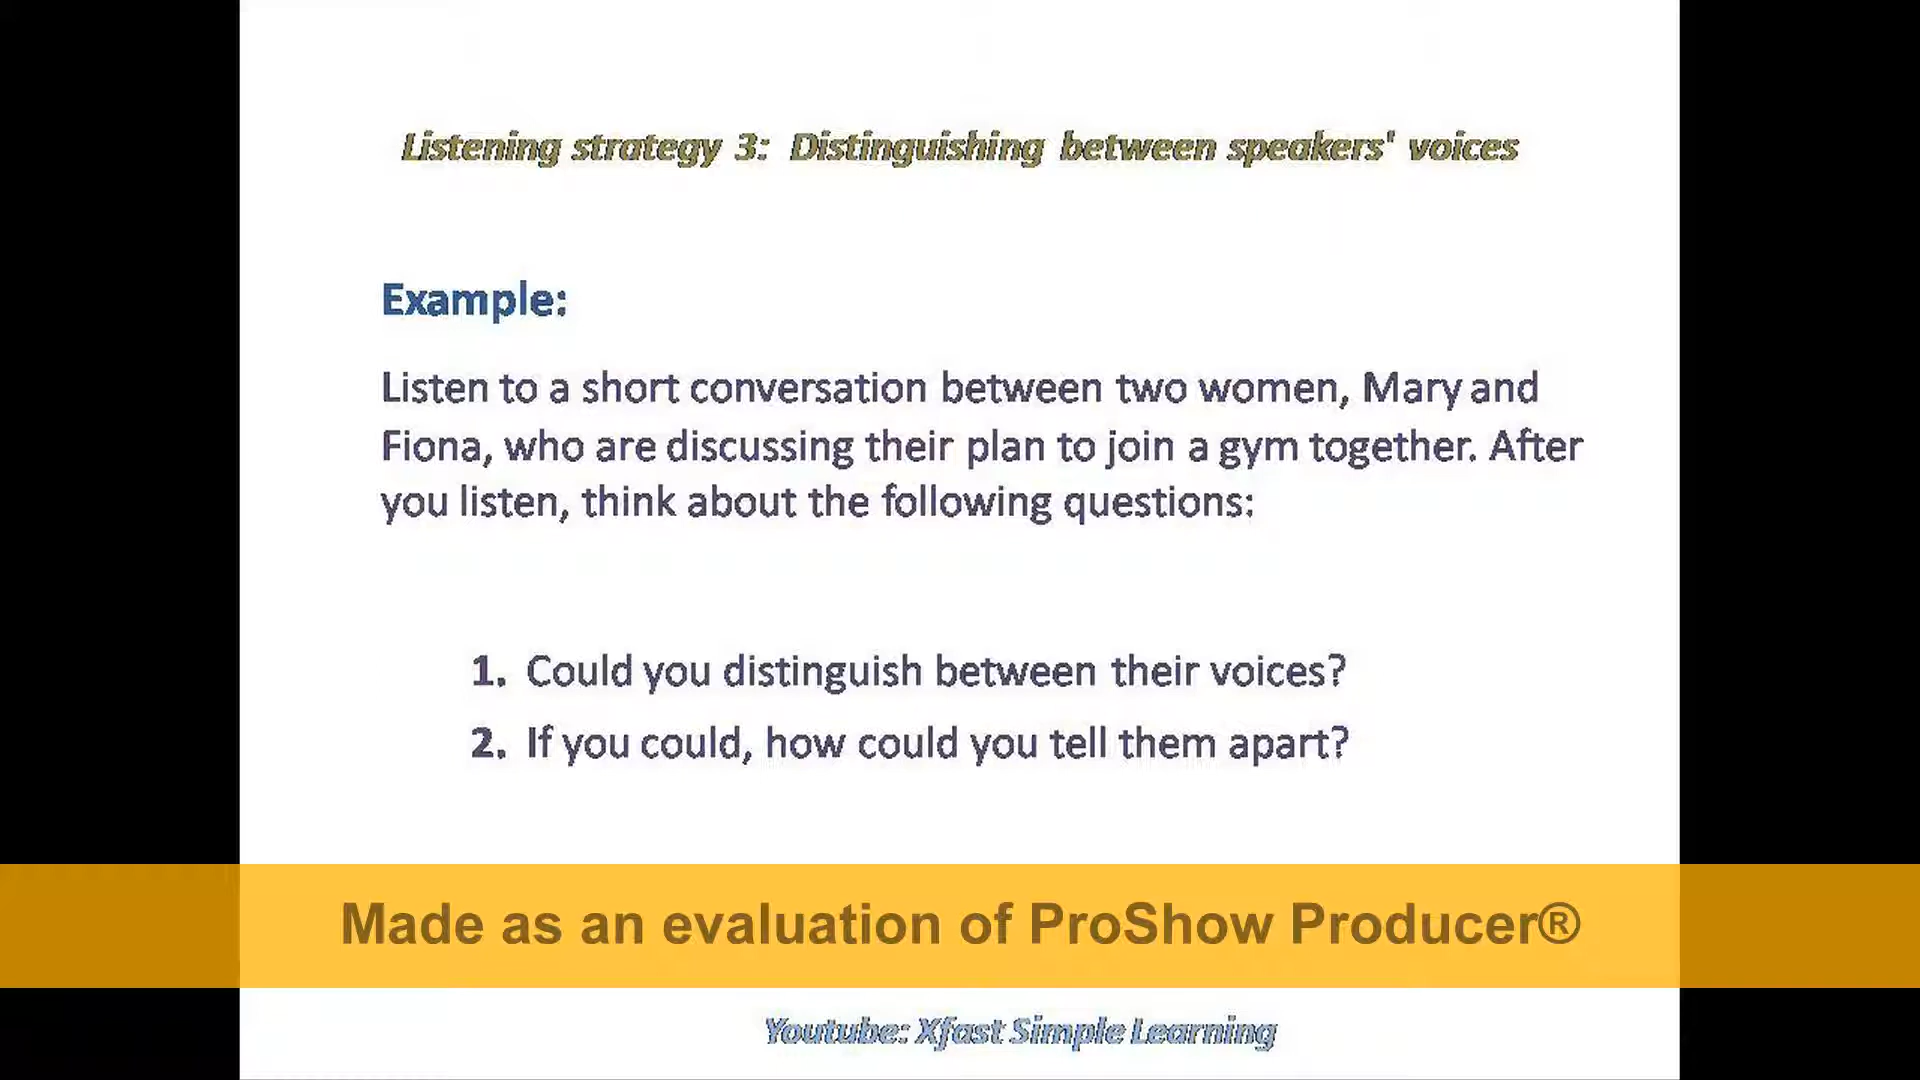 Listening strategy 3: Distinguishing between speakers' voices
Example:
Listen to a short conversation between two women, Mary and
Fiona, who are discussing their plan to join a gym together. After
you listen, think about the following questions:
1. Could you distinguish between their voices?
2. If you could, how could you tell them apart?
Made as an evaluation of ProShow Producer®
Youtube: Xfast Simple Learning